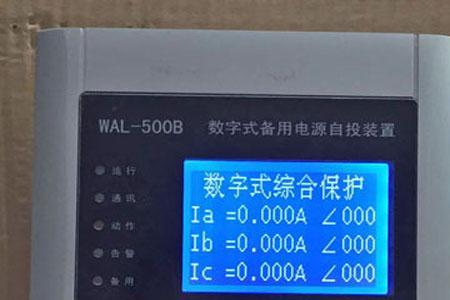 WAL-500B 数字式备用电源自投装置
运行
通讯
动作
告警
备用
数字式综合保护
Ia =0.000A ∠000
Ib =0.000A ∠000
Ic =0.000A ∠000